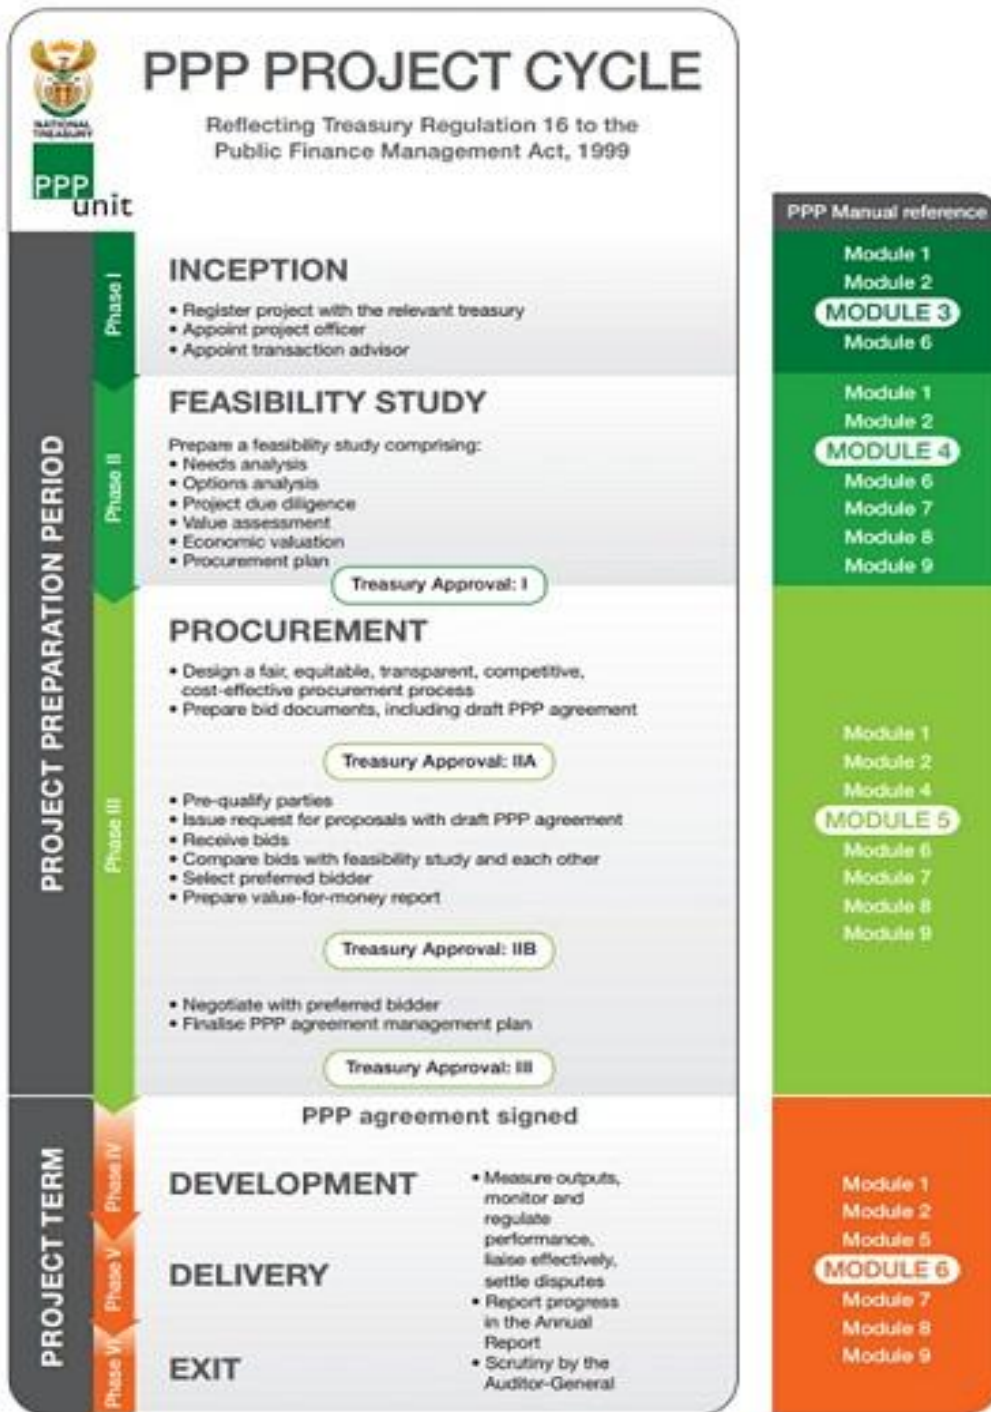 NATIONAL
TREASURY
PPP
unit
PPP PROJECT CYCLE
Reflecting Treasury Regulation 16 to the
Public Finance Management Act, 1999
PROJECT PREPARATION PERIOD
Phase I
INCEPTION
• Register project with the relevant treasury
• Appoint project officer
• Appoint transaction advisor
Phase II
FEASIBILITY STUDY
Prepare a feasibility study comprising:
• Needs analysis
• Options analysis
• Project due diligence
• Value assessment
• Economic valuation
• Procurement plan
Treasury Approval: I
Phase III
PROCUREMENT
• Design a fair, equitable, transparent, competitive,
cost-effective procurement process
• Prepare bid documents, including draft PPP agreement
Treasury Approval: IIA
• Pre-qualify parties
• Issue request for proposals with draft PPP agreement
• Receive bids
• Compare bids with feasibility study and each other
• Select preferred bidder
• Prepare value-for-money report
Treasury Approval: IIB
• Negotiate with preferred bidder
• Finalise PPP agreement management plan
Treasury Approval: III
PROJECT TERM
PPP agreement signed
Phase IV
DEVELOPMENT
Phase V
DELIVERY
Phase VI
EXIT
• Measure outputs,
monitor and
regulate
performance,
liaise effectively,
settle disputes
• Report progress
in the Annual
Report
• Scrutiny by the
Auditor-General
PPP Manual reference
Module 1
Module 2
MODULE 3
Module 6
Module 1
Module 2
MODULE 4
Module 6
Module 7
Module 8
Module 9
Module 1
Module 2
Module 4
MODULE 5
Module 6
Module 7
Module 8
Module 9
Module 1
Module 2
Module 5
MODULE 6
Module 7
Module 8
Module 9